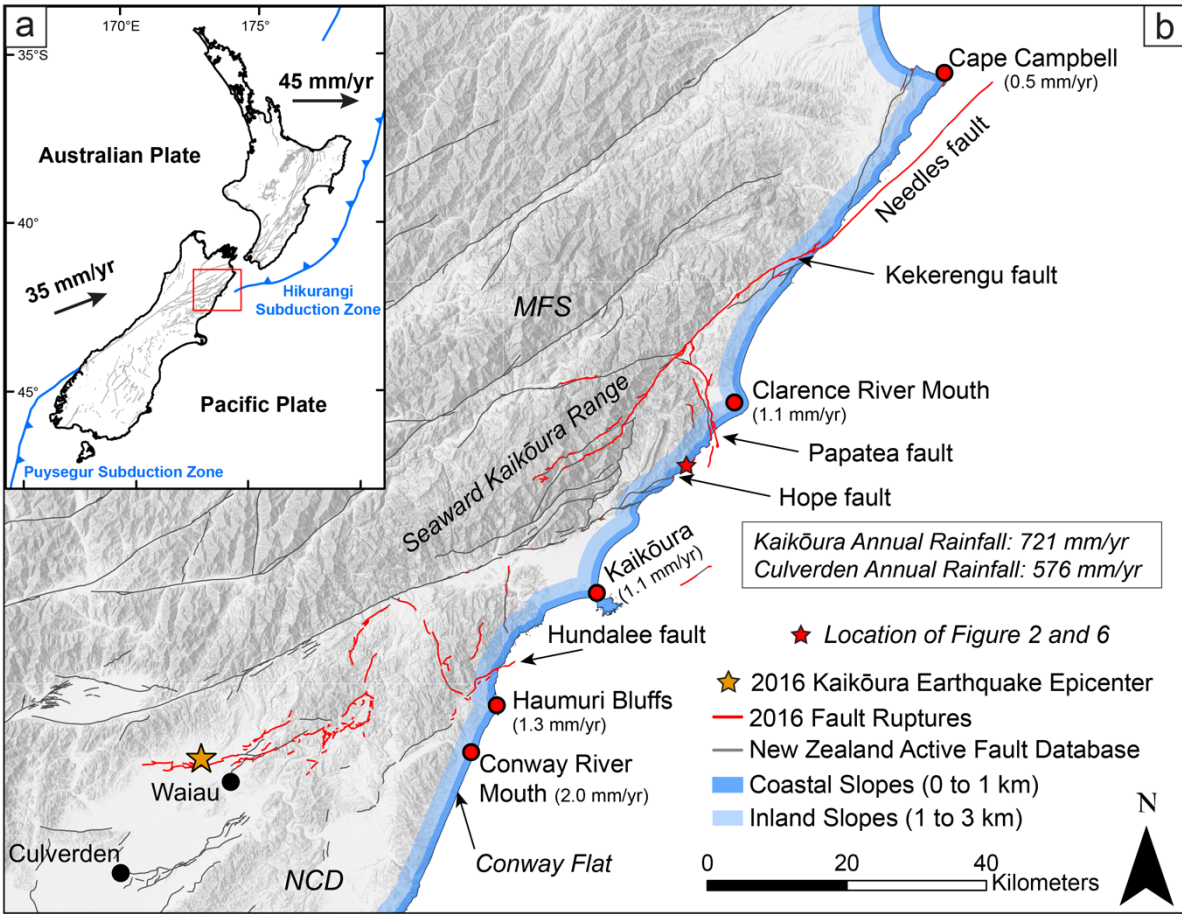 a
170°E
175°
35°S
45 mm/yr
Australian Plate
40°
35 mm/yr
Hikurangi
Subduction Zone
45°
Pacific Plate
Puysegur Subduction Zone
b
Cape Campbell
(0.5 mm/yr)
Needles fault
Kekerengu fault
MFS
Clarence River Mouth
(1.1 mm/yr)
Papatea fault
Hope fault
Seaward Kaikōura Range
Kaikōura Annual Rainfall: 721 mm/yr
Culverden Annual Rainfall: 576 mm/yr
Kaikōura
(1.1 mm/yr)
Hundalee fault
Haumuri Bluffs
(1.3 mm/yr)
Conway River
Mouth (2.0 mm/yr)
Waiau
Culverden
NCD
Conway Flat
Location of Figure 2 and 6
2016 Kaikōura Earthquake Epicenter
2016 Fault Ruptures
New Zealand Active Fault Database
Coastal Slopes (0 to 1 km)
Inland Slopes (1 to 3 km)
N
0 20 40
Kilometers